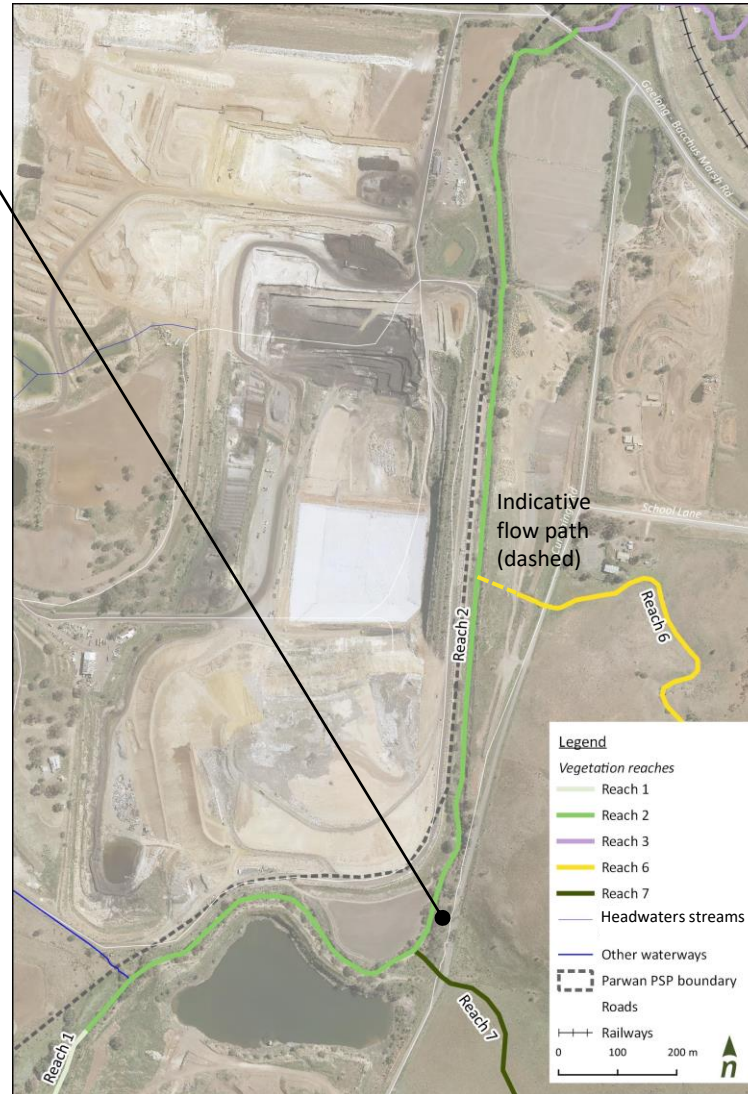 Geelong - Bacchus Marsh Rd
School Lane
Indicative
flow path
(dashed)
Reach 2
Reach 6
Reach 7
Reach 1
Legend
Vegetation reaches
Reach 1
Reach 2
Reach 3
Reach 6
Reach 7
Headwaters streams
Other waterways
Parwan PSP boundary
Roads
Railways
0 100 200 m
n